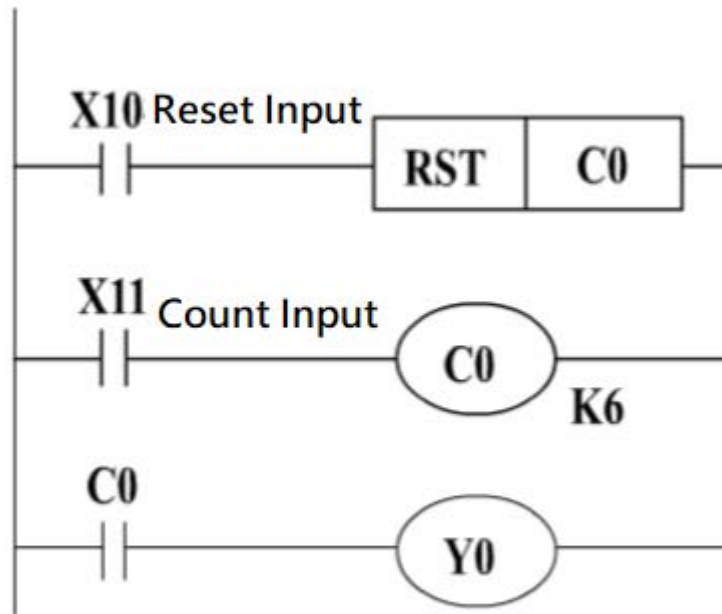 X10 Reset Input
RST C0
X11 Count Input
C0
K6
C0
Y0